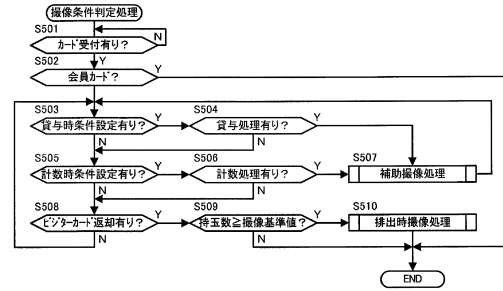 撮像条件判定処理
S501
カード受付有り?
N
Y
S502
会員カード?
Y
N
S503
貸与時条件設定有り?
Y
S504
貸与処理有り?
Y
N
N
S505
計数時条件設定有り?
Y
S506
計数処理有り?
Y
S507
補助撮像処理
N
N
S508
ビジターカード返却有り?
Y
S509
持玉数≧撮像基準値?
Y
S510
排出時撮像処理
N
N
END